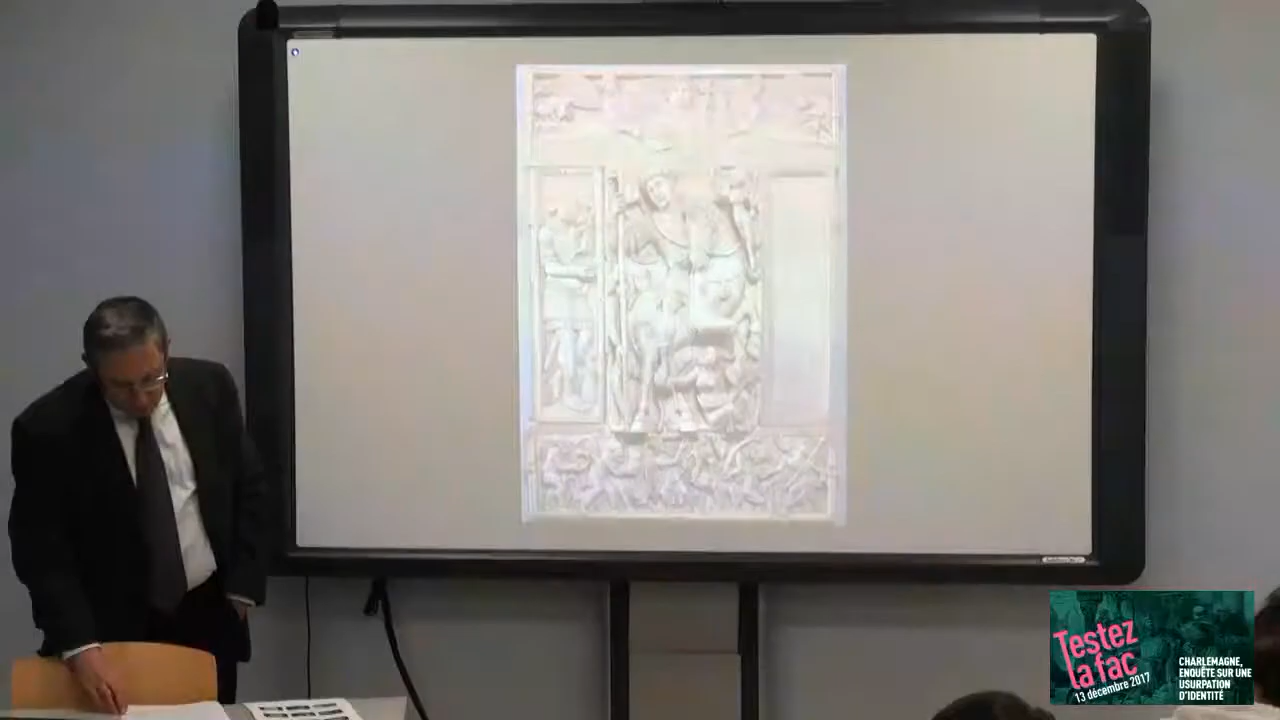 Testez
la fac
13 décembre 2017
CHARLEMAGNE,
ENQUÊTE SUR UNE
USURPATION
D'IDENTITÉ